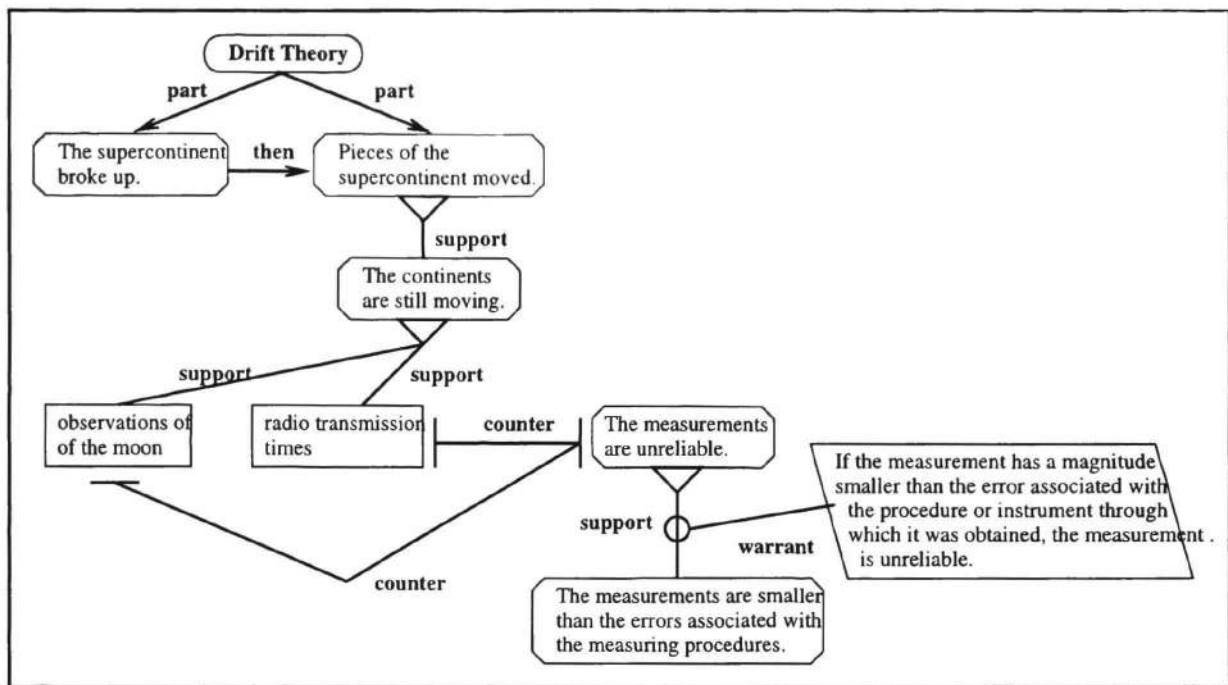 Drift Theory
part
part
The supercontinent
broke up.
then
Pieces of the
supercontinent moved.
support
The continents
are still moving.
support
support
observations of
of the moon
radio transmission
times
counter
The measurements
are unreliable.
If the measurement has a magnitude
smaller than the error associated with
the procedure or instrument through
which it was obtained, the measurement .
is unreliable.
support
warrant
counter
The measurements are smaller
than the errors associated with
the measuring procedures.